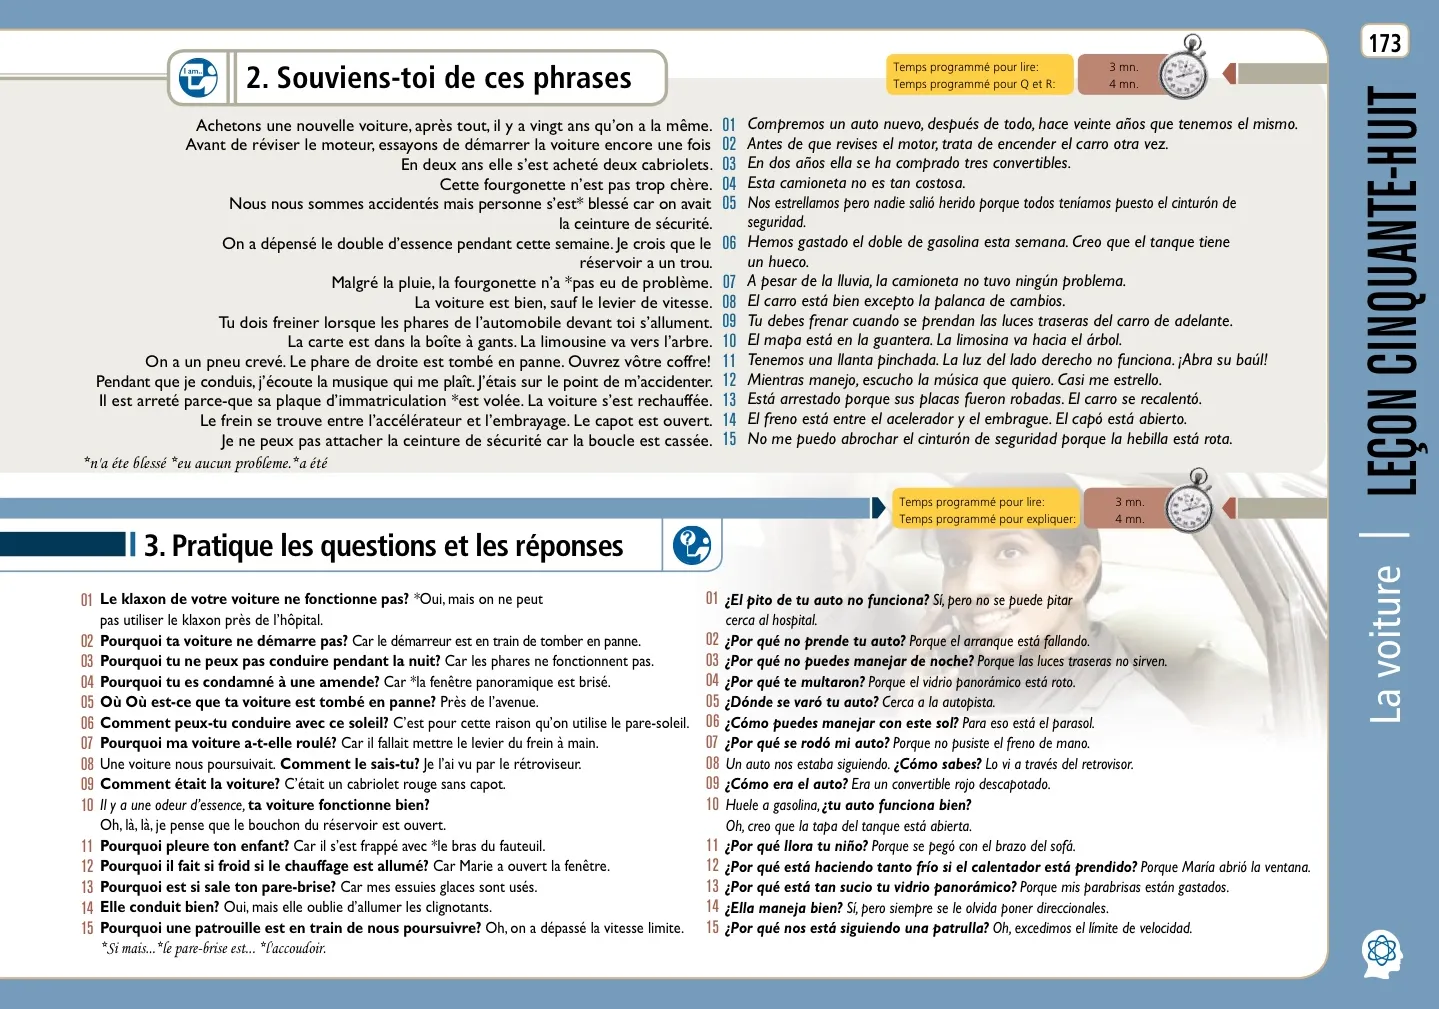 173
LEÇON CINQUANTE-HUIT
La voiture
I am..
2. Souviens-toi de ces phrases
Temps programmé pour lire: 3 mn.
Temps programmé pour Q et R: 4 mn.
Achetons une nouvelle voiture, après tout, il y a vingt ans qu'on a la même. 01 Compremos un auto nuevo, después de todo, hace veinte años que tenemos el mismo.
Avant de réviser le moteur, essayons de démarrer la voiture encore une fois 02 Antes de que revises el motor, trata de encender el carro otra vez.
En deux ans elle s'est acheté deux cabriolets. 03 En dos años ella se ha comprado tres convertibles.
Cette fourgonette n'est pas trop chère. 04 Esta camioneta no es tan costosa.
Nous nous sommes accidentés mais personne s'est* blessé car on avait 05 Nos estrellamos pero nadie salió herido porque todos teníamos puesto el cinturón de
la ceinture de sécurité. seguridad.
On a dépensé le double d'essence pendant cette semaine. Je crois que le 06 Hemos gastado el doble de gasolina esta semana. Creo que el tanque tiene
réservoir a un trou. un hueco.
Malgré la pluie, la fourgonette n'a *pas eu de problème. 07 A pesar de la lluvia, la camioneta no tuvo ningún problema.
La voiture est bien, sauf le levier de vitesse. 08 El carro está bien excepto la palanca de cambios.
Tu dois freiner lorsque les phares de l'automobile devant toi s'allument. 09 Tu debes frenar cuando se prendan las luces traseras del carro de adelante.
La carte est dans la boîte à gants. La limousine va vers l'arbre. 10 El mapa está en la guantera. La limosina va hacia el árbol.
On a un pneu crevé. Le phare de droite est tombé en panne. Ouvrez vôtre coffre! 11 Tenemos una llanta pinchada. La luz del lado derecho no funciona. ¡Abra su baúl!
Pendant que je conduis, j'écoute la musique qui me plaît. J'étais sur le point de m'accidenter. 12 Mientras manejo, escucho la música que quiero. Casi me estrello.
Il est arreté parce-que sa plaque d'immatriculation *est volée. La voiture s'est rechauffée. 13 Está arrestado porque sus placas fueron robadas. El carro se recalentó.
Le frein se trouve entre l'accélérateur et l'embrayage. Le capot est ouvert. 14 El freno está entre el acelerador y el embrague. El capó está abierto.
Je ne peux pas attacher la ceinture de sécurité car la boucle est cassée. 15 No me puedo abrochar el cinturón de seguridad porque la hebilla está rota.
*n'a éte blessé *eu aucun probleme.*a été
Temps programmé pour lire: 3 mn.
Temps programmé pour expliquer: 4 mn.
3. Pratique les questions et les réponses
01 Le klaxon de votre voiture ne fonctionne pas? *Oui, mais on ne peut
pas utiliser le klaxon près de l'hôpital.
02 Pourquoi ta voiture ne démarre pas? Car le démarreur est en train de tomber en panne.
03 Pourquoi tu ne peux pas conduire pendant la nuit? Car les phares ne fonctionnent pas.
04 Pourquoi tu es condamné à une amende? Car *la fenêtre panoramique est brisé.
05 Où Où est-ce que ta voiture est tombé en panne? Près de l'avenue.
06 Comment peux-tu conduire avec ce soleil? C'est pour cette raison qu'on utilise le pare-soleil.
07 Pourquoi ma voiture a-t-elle roulé? Car il fallait mettre le levier du frein à main.
08 Une voiture nous poursuivait. Comment le sais-tu? Je l'ai vu par le rétroviseur.
09 Comment était la voiture? C'était un cabriolet rouge sans capot.
10 Il y a une odeur d'essence, ta voiture fonctionne bien?
Oh, là, là, je pense que le bouchon du réservoir est ouvert.
11 Pourquoi pleure ton enfant? Car il s'est frappé avec *le bras du fauteuil.
12 Pourquoi il fait si froid si le chauffage est allumé? Car Marie a ouvert la fenêtre.
13 Pourquoi est si sale ton pare-brise? Car mes essuies glaces sont usés.
14 Elle conduit bien? Oui, mais elle oublie d'allumer les clignotants.
15 Pourquoi une patrouille est en train de nous poursuivre? Oh, on a dépassé la vitesse limite.
*Si mais...*le pare-brise est... *l'accoudoir.
01 ¿El pito de tu auto no funciona? Sí, pero no se puede pitar
cerca al hospital.
02 ¿Por qué no prende tu auto? Porque el arranque está fallando.
03 ¿Por qué no puedes manejar de noche? Porque las luces traseras no sirven.
04 ¿Por qué te multaron? Porque el vidrio panorámico está roto.
05 ¿Dónde se varó tu auto? Cerca a la autopista.
06 ¿Cómo puedes manejar con este sol? Para eso está el parasol.
07 ¿Por qué se rodó mi auto? Porque no pusiste el freno de mano.
08 Un auto nos estaba siguiendo. ¿Cómo sabes? Lo vi a través del retrovisor.
09 ¿Cómo era el auto? Era un convertible rojo descapotado.
10 Huele a gasolina, ¿tu auto funciona bien?
Oh, creo que la tapa del tanque está abierta.
11 ¿Por qué llora tu niño? Porque se pegó con el brazo del sofá.
12 ¿Por qué está haciendo tanto frío si el calentador está prendido? Porque María abrió la ventana.
13 ¿Por qué está tan sucio tu vidrio panorámico? Porque mis parabrisas están gastados.
14 ¿Ella maneja bien? Sí, pero siempre se le olvida poner direccionales.
15 ¿Por qué nos está siguiendo una patrulla? Oh, excedimos el límite de velocidad.